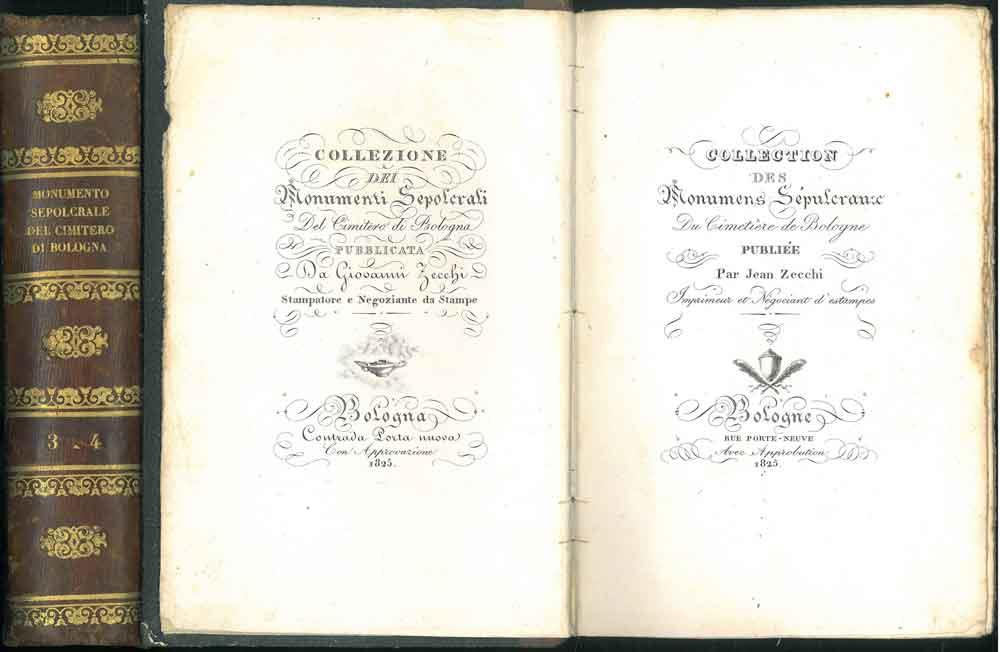 MONUMENTO
SEPOLCRALE
DEL CIMITERO
DI BOLOGNA
3 4
COLLEZIONE
DEI
Monumenti Sepolcrali
Del Cimitero di Bologna
PUBBLICATA
Da Giovanni Zecchi
Stampatore e Negoziante da Stampe
Bologna
Contrada Porta nuova
Con Approvazione
1825.
COLLECTION
DES
Monumens Sépulcraux
Du Cimetière de Bologne
PUBLIÉE
Par Jean Zecchi
Imprimeur et Négociant d'estampes
Bologne
RUE PORTE-NEUVE
Avec Approbation
1825.